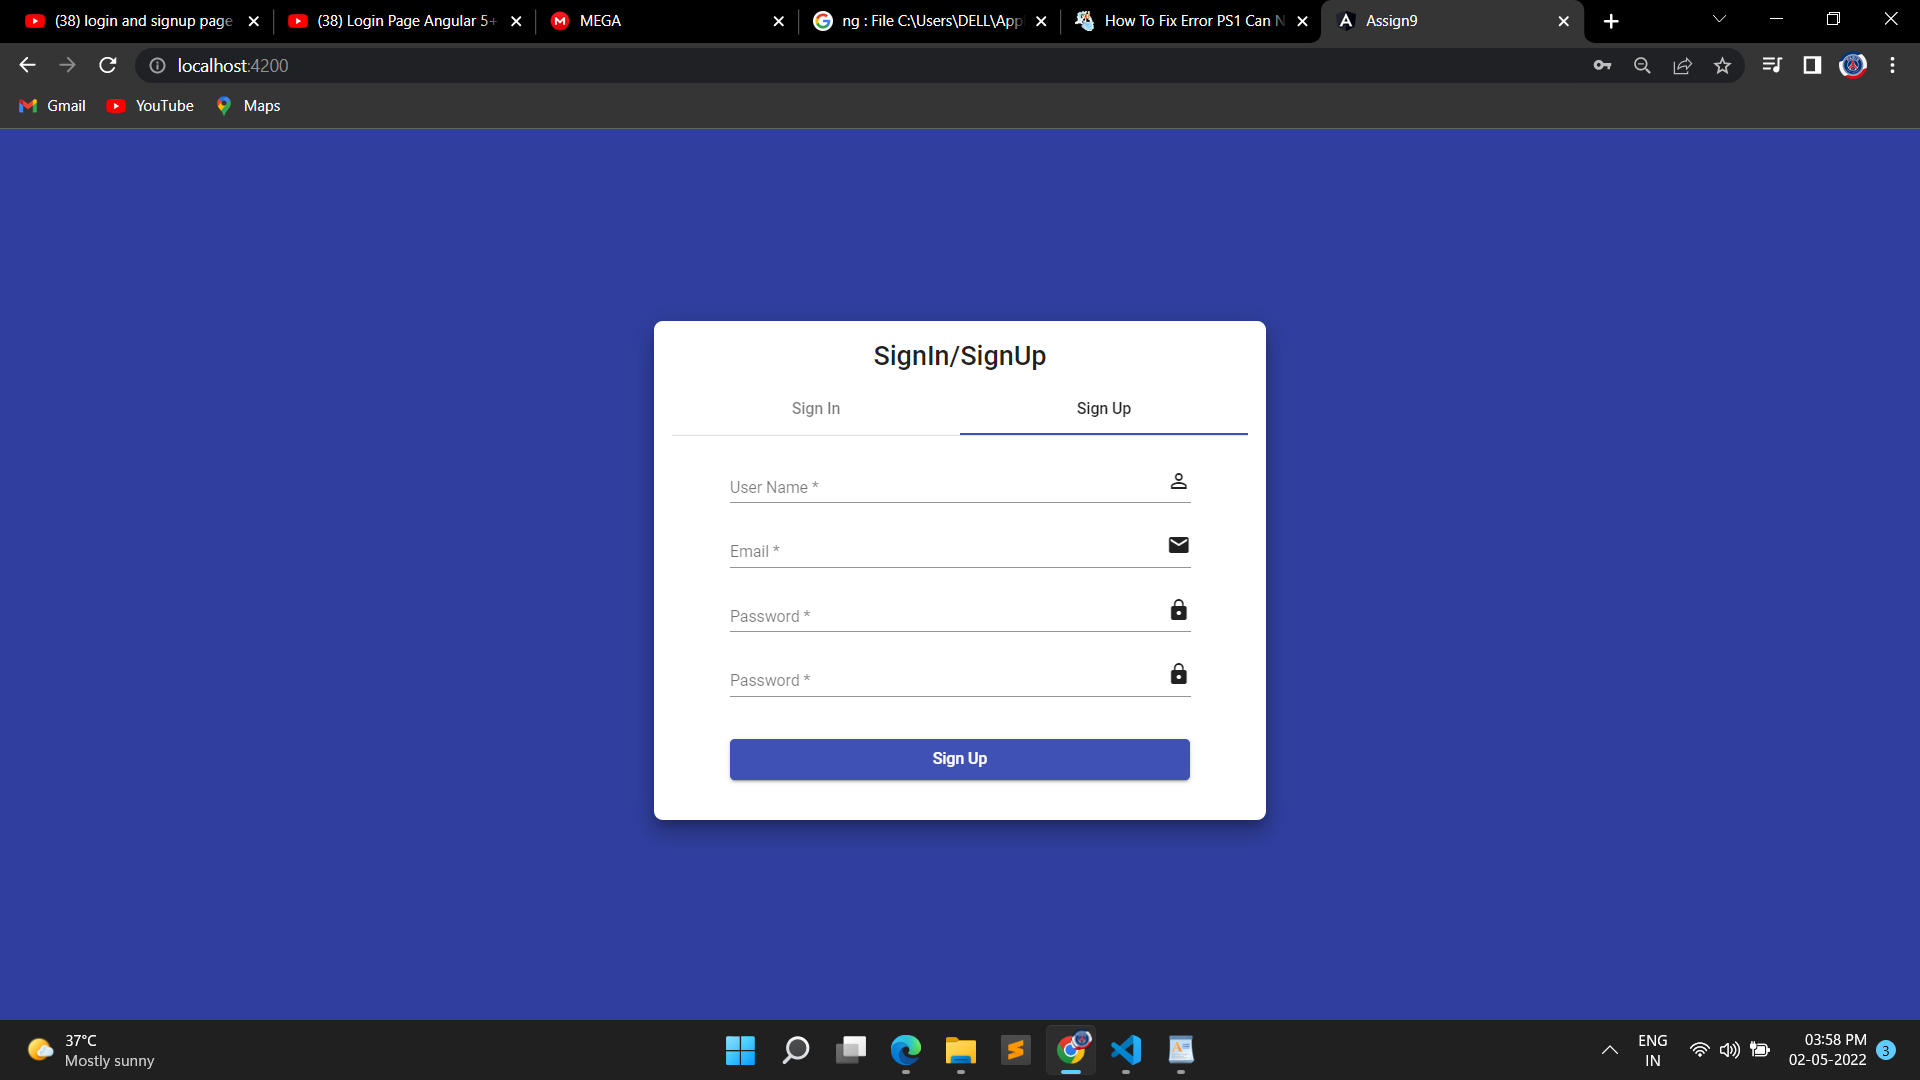 (38) login and signup page
(38) Login Page Angular 5+
MEGA
ng : File C:\Users\DELL\App
How To Fix Error PS1 Can N
Assign9
localhost:4200
Gmail
YouTube
Maps
SignIn/SignUp
Sign In
Sign Up
User Name *
Email *
Password *
Password *
Sign Up
37°C
Mostly sunny
ENG
IN
03:58 PM
02-05-2022
3